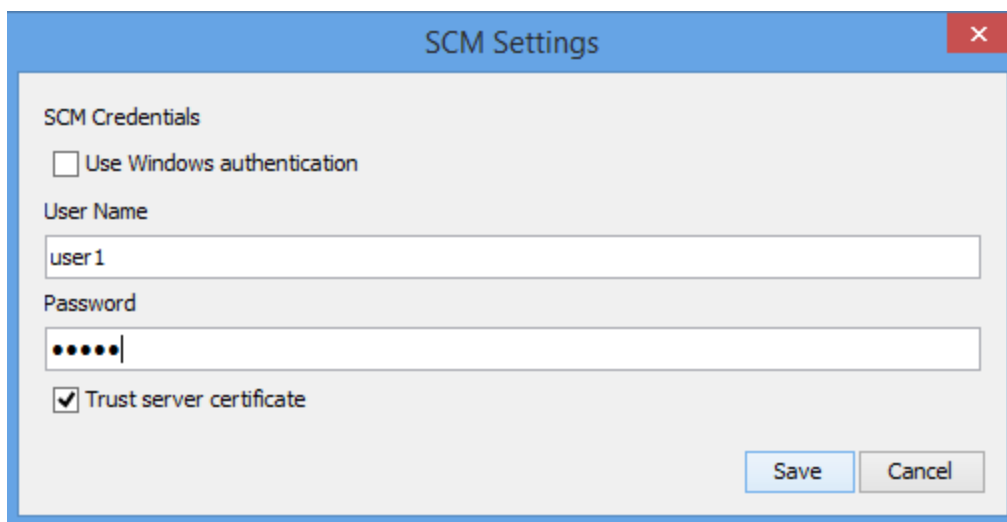 SCM Settings
SCM Credentials
Use Windows authentication
User Name
user1
Password
•••••
Trust server certificate
Save Cancel